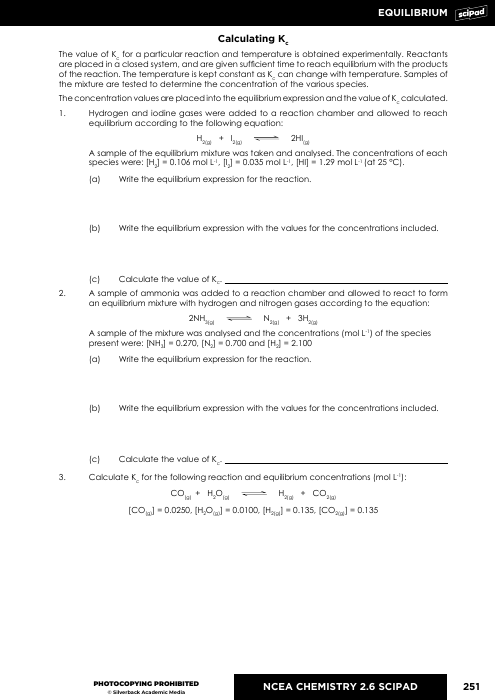 EQUILIBRIUM scipad
Calculating K꜀
The value of K꜀ for a particular reaction and temperature is obtained experimentally. Reactants
are placed in a closed system, and are given sufficient time to reach equilibrium with the products
of the reaction. The temperature is kept constant as K꜀ can change with temperature. Samples of
the mixture are tested to determine the concentration of the various species.
The concentration values are placed into the equilibrium expression and the value of K꜀ calculated.
1. Hydrogen and iodine gases were added to a reaction chamber and allowed to reach
equilibrium according to the following equation:
H₂(g) + I₂(g) ⇌ 2HI(g)
A sample of the equilibrium mixture was taken and analysed. The concentrations of each
species were: [H₂] = 0.106 mol L⁻¹, [I₂] = 0.035 mol L⁻¹, [HI] = 1.29 mol L⁻¹ (at 25 °C).
(a) Write the equilibrium expression for the reaction.
(b) Write the equilibrium expression with the values for the concentrations included.
(c) Calculate the value of K꜀.
2. A sample of ammonia was added to a reaction chamber and allowed to react to form
an equilibrium mixture with hydrogen and nitrogen gases according to the equation:
2NH₃(g) ⇌ N₂(g) + 3H₂(g)
A sample of the mixture was analysed and the concentrations (mol L⁻¹) of the species
present were: [NH₃] = 0.270, [N₂] = 0.700 and [H₂] = 2.100
(a) Write the equilibrium expression for the reaction.
(b) Write the equilibrium expression with the values for the concentrations included.
(c) Calculate the value of K꜀.
3. Calculate K꜀ for the following reaction and equilibrium concentrations (mol L⁻¹):
CO(g) + H₂O(g) ⇌ H₂(g) + CO₂(g)
[CO(g)] = 0.0250, [H₂O(g)] = 0.0100, [H₂(g)] = 0.135, [CO₂(g)] = 0.135
PHOTOCOPYING PROHIBITED
© Silverback Academic Media
NCEA CHEMISTRY 2.6 SCIPAD 251